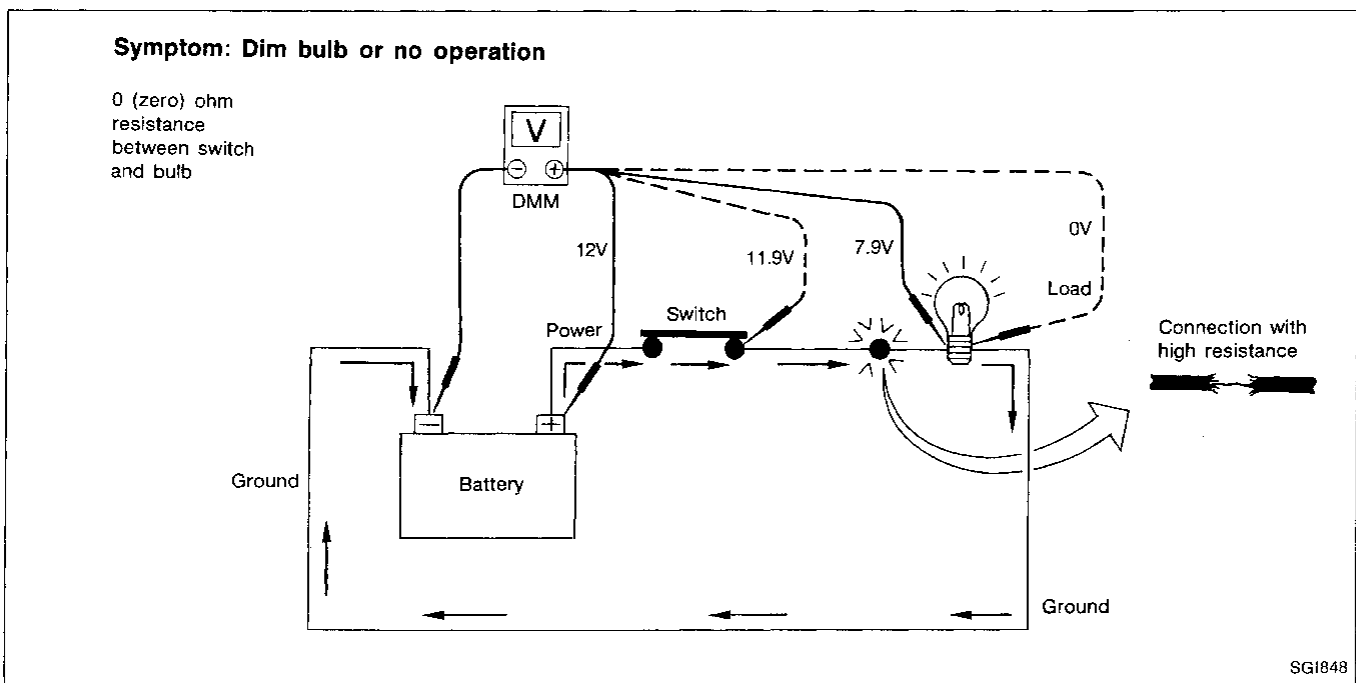 Symptom: Dim bulb or no operation
0 (zero) ohm
resistance
between switch
and bulb
V
− +
DMM
12V
11.9V
7.9V
0V
Load
Switch
Power
Connection with
high resistance
− +
Ground
Battery
Ground
SGI848